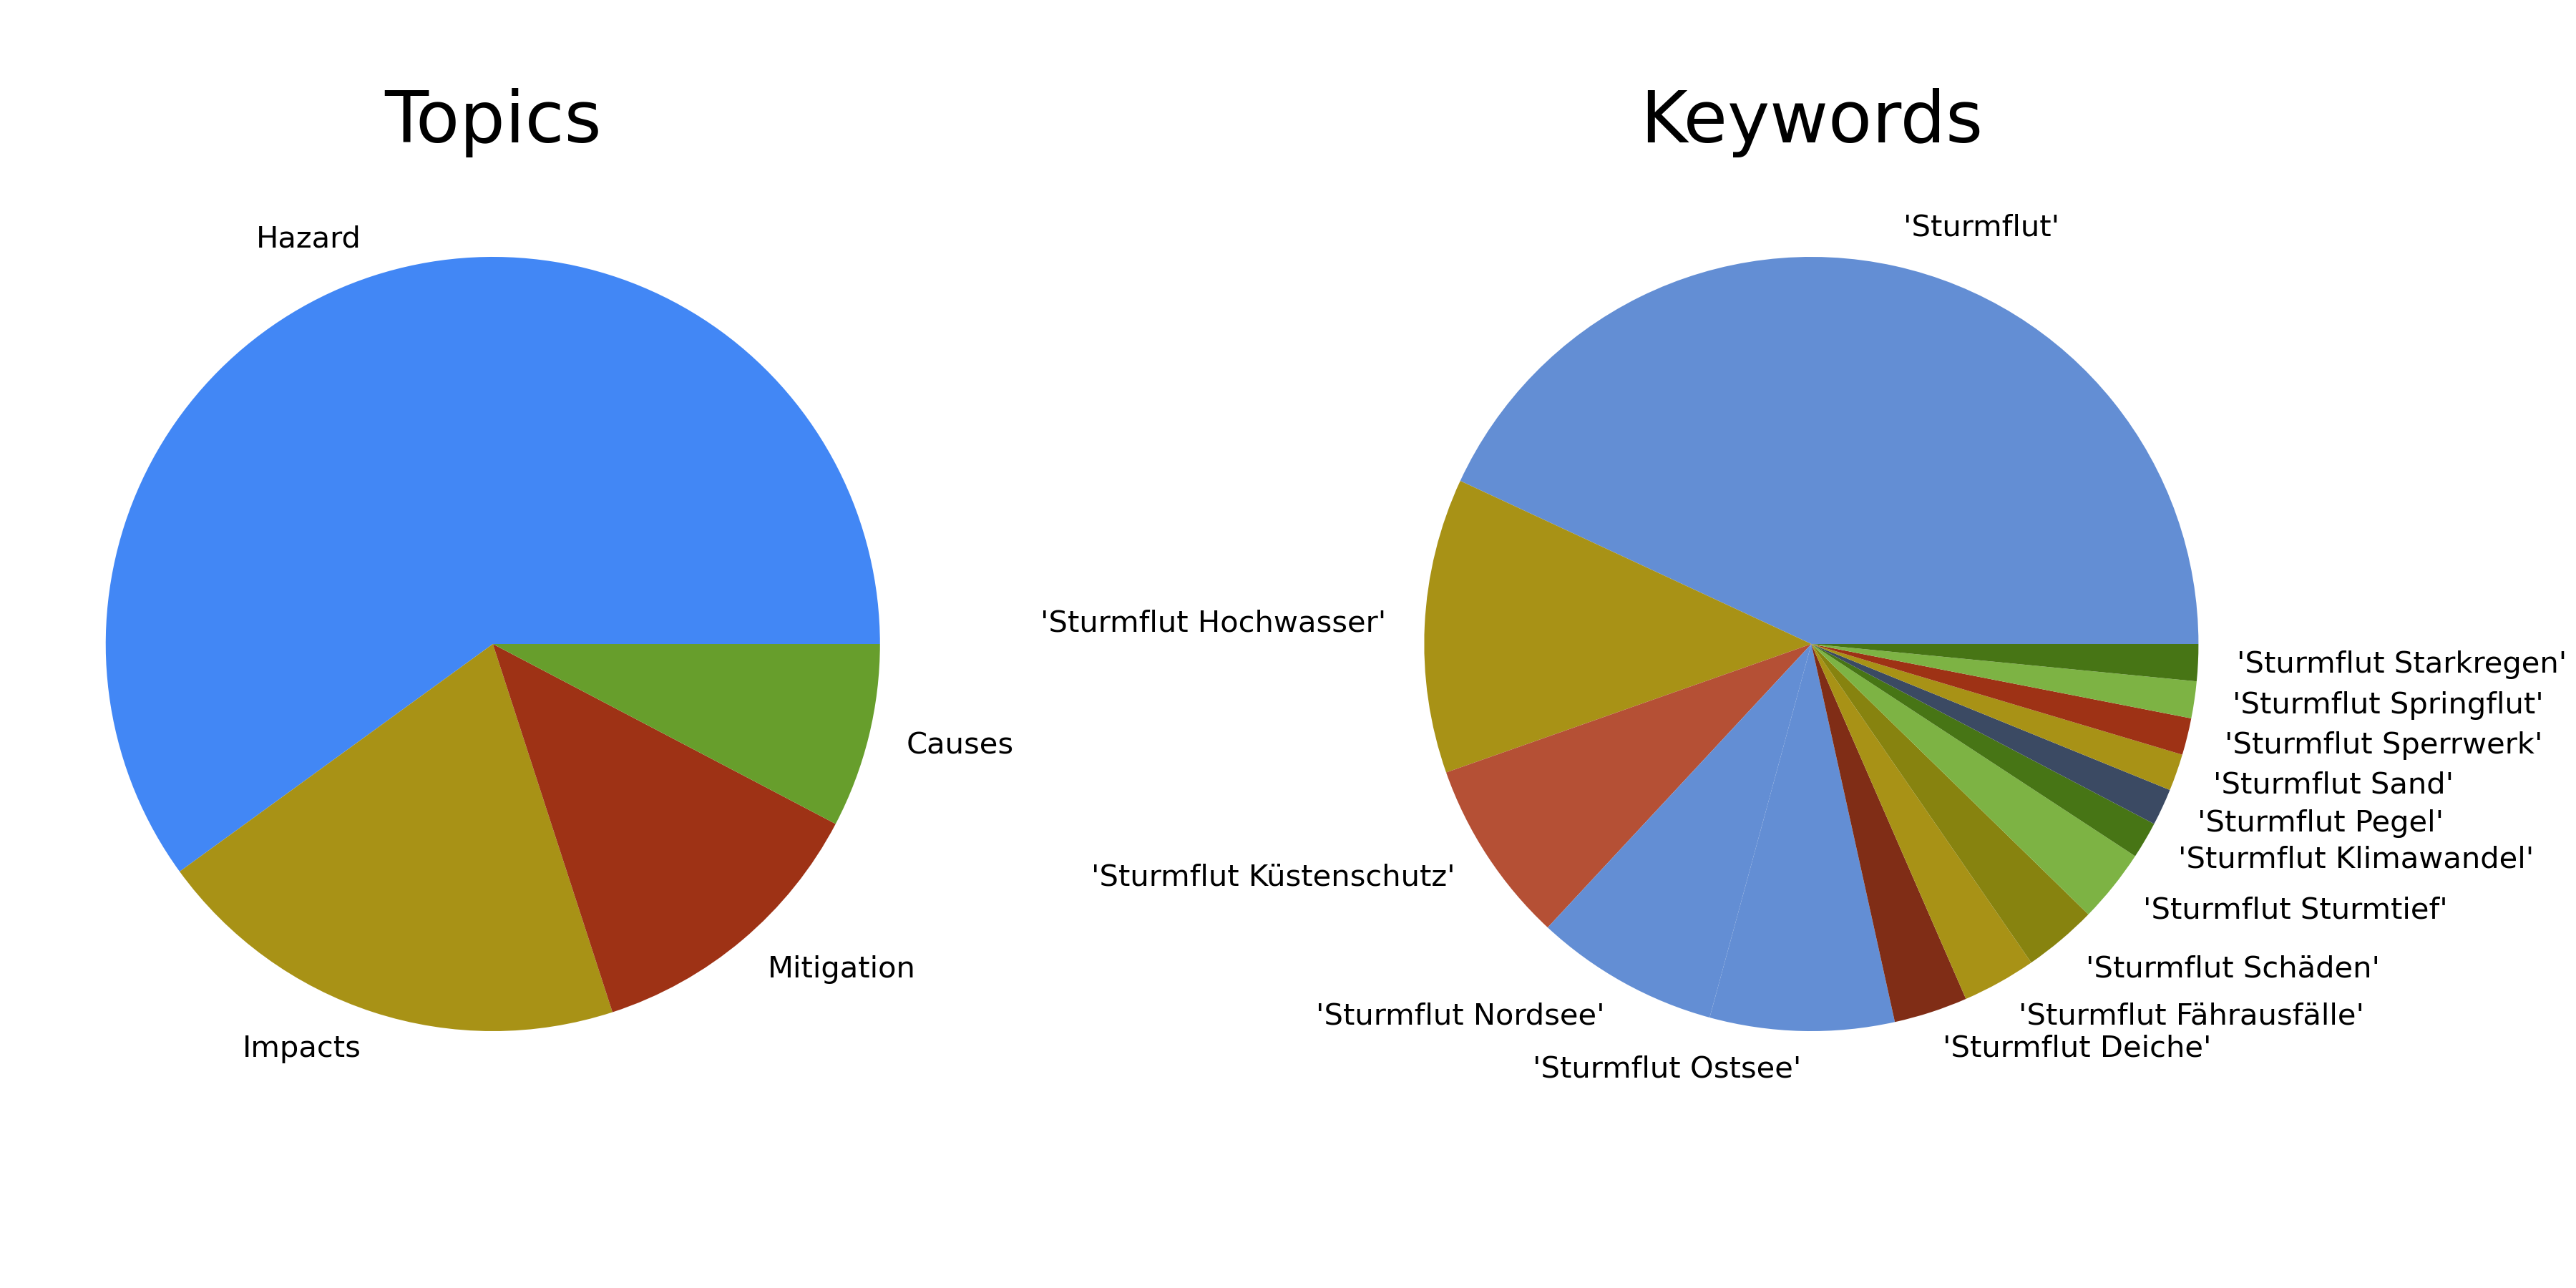 Topics
Hazard
Causes
Mitigation
Impacts
Keywords
'Sturmflut'
'Sturmflut Hochwasser'
'Sturmflut Küstenschutz'
'Sturmflut Nordsee'
'Sturmflut Ostsee'
'Sturmflut Deiche'
'Sturmflut Fährausfälle'
'Sturmflut Schäden'
'Sturmflut Sturmtief'
'Sturmflut Klimawandel'
'Sturmflut Pegel'
'Sturmflut Sand'
'Sturmflut Sperrwerk'
'Sturmflut Springflut'
'Sturmflut Starkregen'